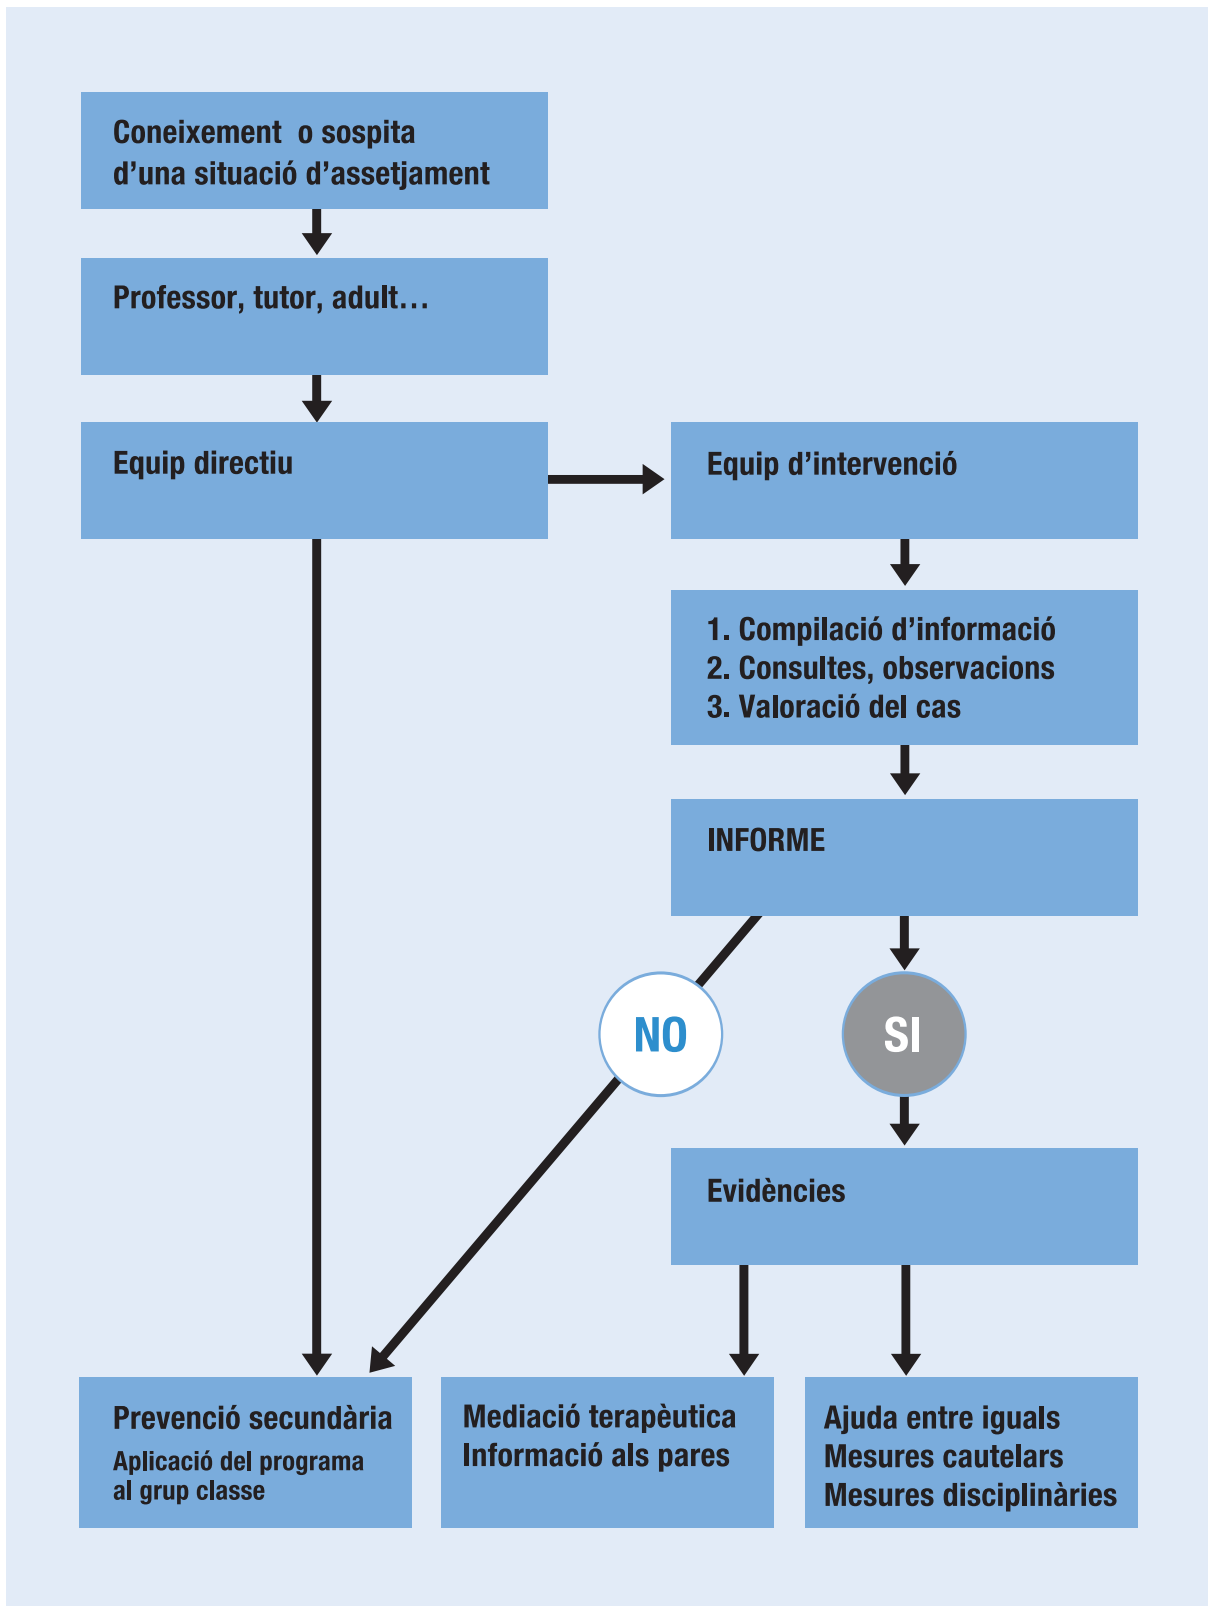 Coneixement o sospita
d’una situació d’assetjament
Professor, tutor, adult…
Equip directiu
Equip d’intervenció
1. Compilació d’informació
2. Consultes, observacions
3. Valoració del cas
INFORME
NO
SI
Evidències
Prevenció secundària
Aplicació del programa
al grup classe
Mediació terapèutica
Informació als pares
Ajuda entre iguals
Mesures cautelars
Mesures disciplinàries